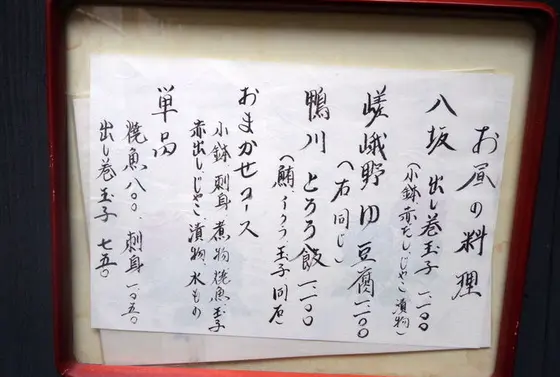 お昼の料理
八坂 出し巻玉子 一、一〇〇
(小鉢 赤だし、じゃこ 漬物)
嵯峨野 ゆ豆腐 一、一〇〇
(右同じ)
鴨川 とろろ飯 一、一〇〇
(鮪、イクラ 玉子 同右)
おまかせコース
小鉢、刺身、煮物 焼魚 玉子
赤出し、じゃこ、漬物、水もの
単品
焼魚 八〇〇、刺身 一、〇五〇
出し巻玉子 七五〇